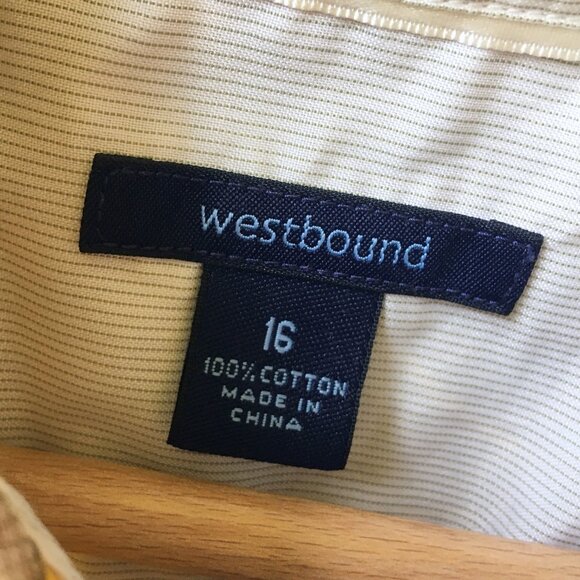 westbound
16
100% COTTON
MADE IN
CHINA